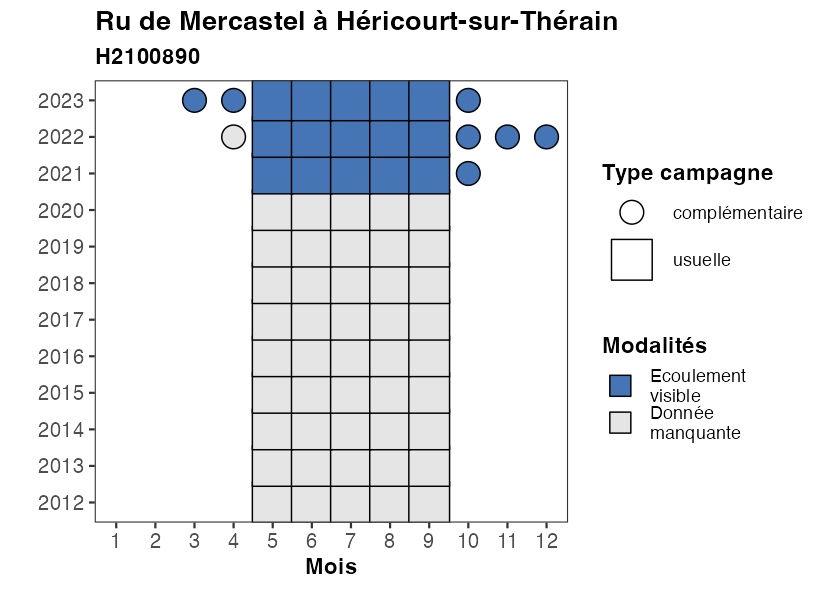 Ru de Mercastel à Héricourt-sur-Thérain
H2100890
2023
2022
2021
2020
2019
2018
2017
2016
2015
2014
2013
2012
1 2 3 4 5 6 7 8 9 10 11 12
Mois
Type campagne
complémentaire
usuelle
Modalités
Ecoulement
visible
Donnée
manquante